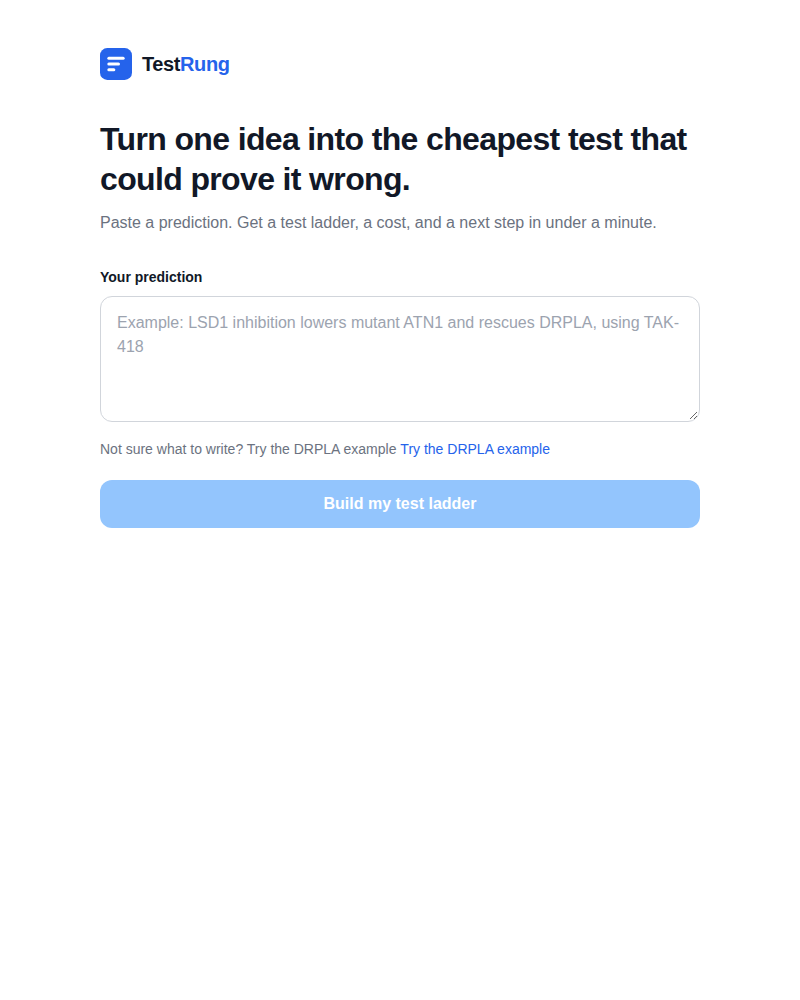 TestRung
Turn one idea into the cheapest test that
could prove it wrong.
Paste a prediction. Get a test ladder, a cost, and a next step in under a minute.
Your prediction
Example: LSD1 inhibition lowers mutant ATN1 and rescues DRPLA, using TAK-
418
Not sure what to write? Try the DRPLA example Try the DRPLA example
Build my test ladder